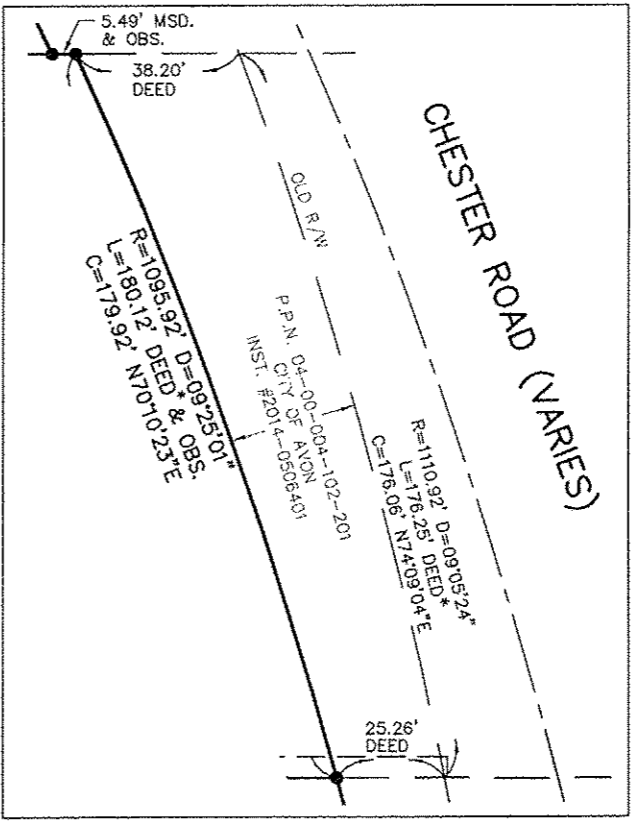 5.49' MSD.
& OBS.
38.20'
DEED
CHESTER ROAD (VARIES)
OLD R/W
R=1095.92' D=09°25'01"
L=180.12' DEED* & OBS.
C=179.92' N70°10'23"E
P.P.N. 04-00-004-102-201
CITY OF AVON
INST. #2014-0506401
R=1110.92' D=09°05'24"
L=176.25' DEED*
C=176.06' N74°09'04"E
25.26'
DEED